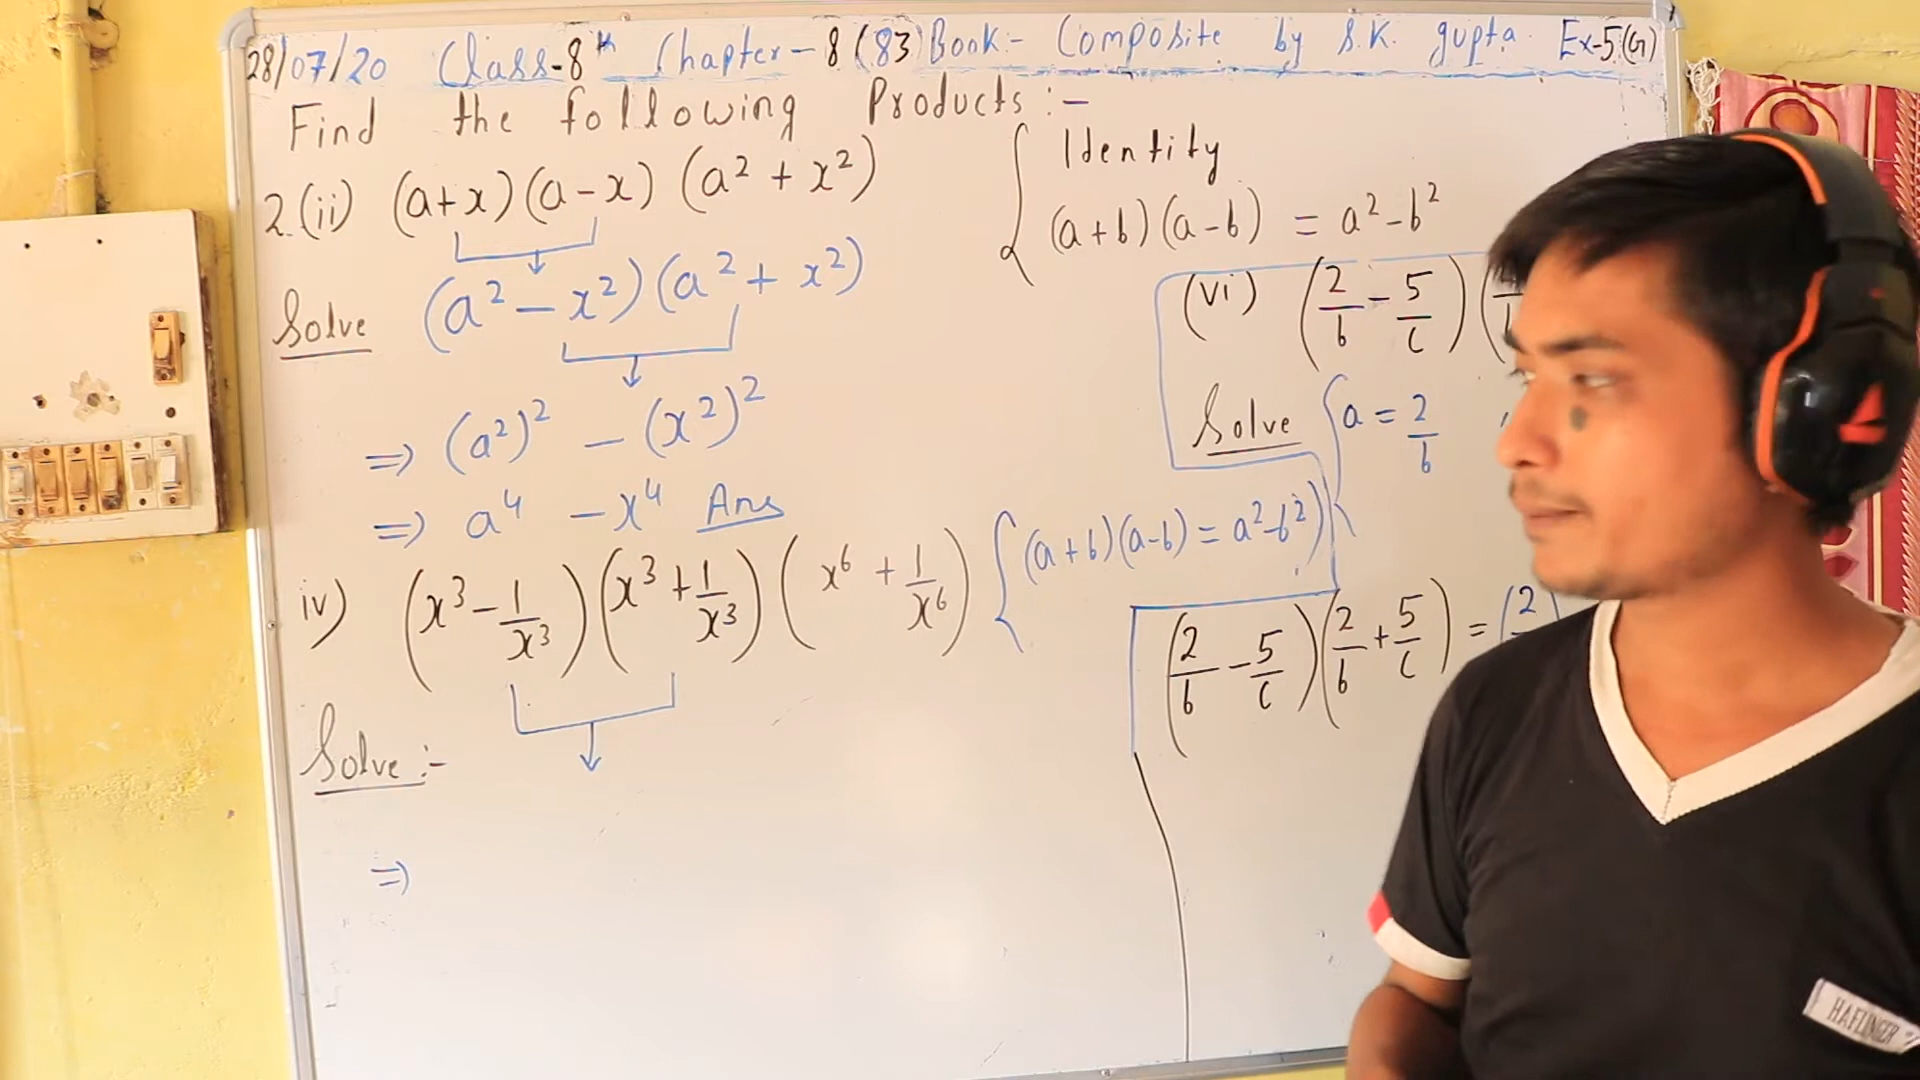 28/07/20 Class-8th Chapter-8 (83) Book:- Composite by S.K. gupta. Ex-5(G)
Find the following Products:-
2.(ii) (a+x)(a-x) (a² + x²)
Solve (a² - x²)(a² + x²)
⇒ (a²)² - (x²)²
⇒ a⁴ - x⁴ Ans
iv) (x³ - 1/x³)(x³ + 1/x³)(x⁶ + 1/x⁶) {(a+b)(a-b) = a²-b²)
Solve:-
⇒
{ Identity
(a+b)(a-b) = a²-b²
(vi) (2/b - 5/c)(
Solve {a = 2/b
(2/b - 5/c)(2/b + 5/c) = (2
HAFLINGER